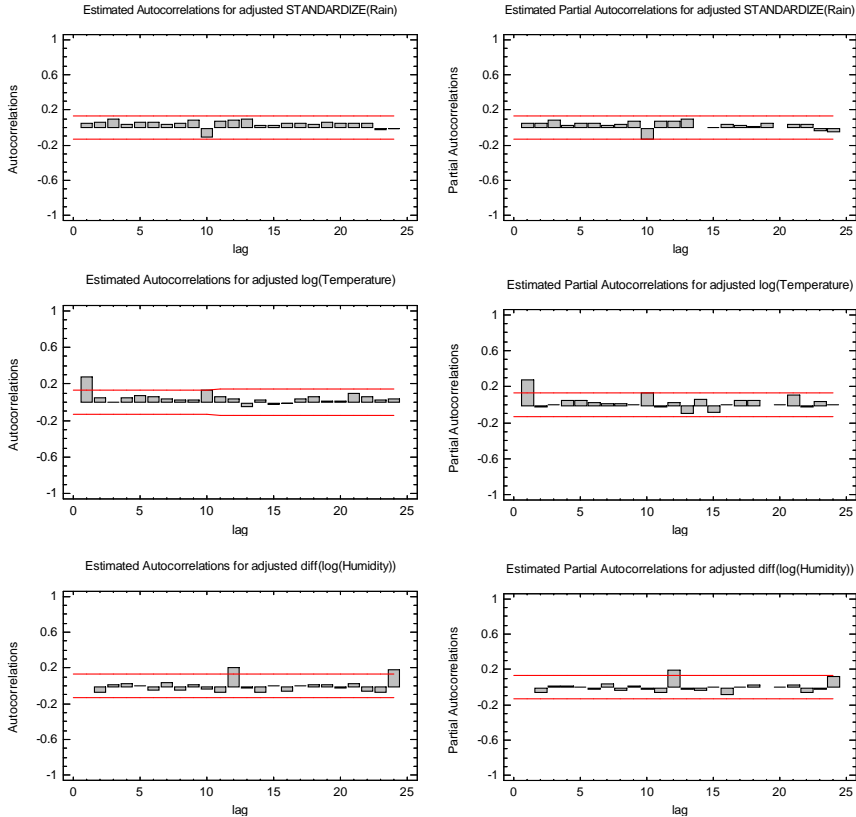 Estimated Autocorrelations for adjusted STANDARDIZE(Rain)
Autocorrelations
1
0.6
0.2
-0.2
-0.6
-1
0 5 10 15 20 25
lag
Estimated Partial Autocorrelations for adjusted STANDARDIZE(Rain)
Partial Autocorrelations
1
0.6
0.2
-0.2
-0.6
-1
0 5 10 15 20 25
lag
Estimated Autocorrelations for adjusted log(Temperature)
Autocorrelations
1
0.6
0.2
-0.2
-0.6
-1
0 5 10 15 20 25
lag
Estimated Partial Autocorrelations for adjusted log(Temperature)
Partial Autocorrelations
1
0.6
0.2
-0.2
-0.6
-1
0 5 10 15 20 25
lag
Estimated Autocorrelations for adjusted diff(log(Humidity))
Autocorrelations
1
0.6
0.2
-0.2
-0.6
-1
0 5 10 15 20 25
lag
Estimated Partial Autocorrelations for adjusted diff(log(Humidity))
Partial Autocorrelations
1
0.6
0.2
-0.2
-0.6
-1
0 5 10 15 20 25
lag